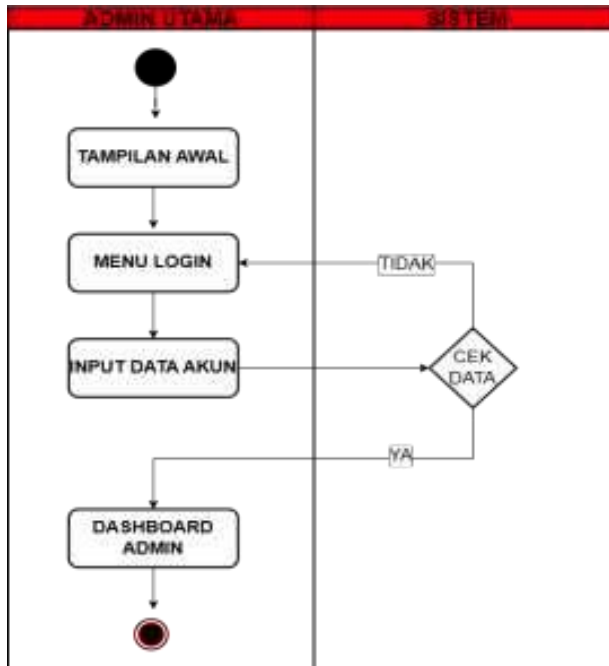 ADMIN UTAMA
SISTEM
TAMPILAN AWAL
MENU LOGIN
TIDAK
INPUT DATA AKUN
CEK
DATA
YA
DASHBOARD
ADMIN